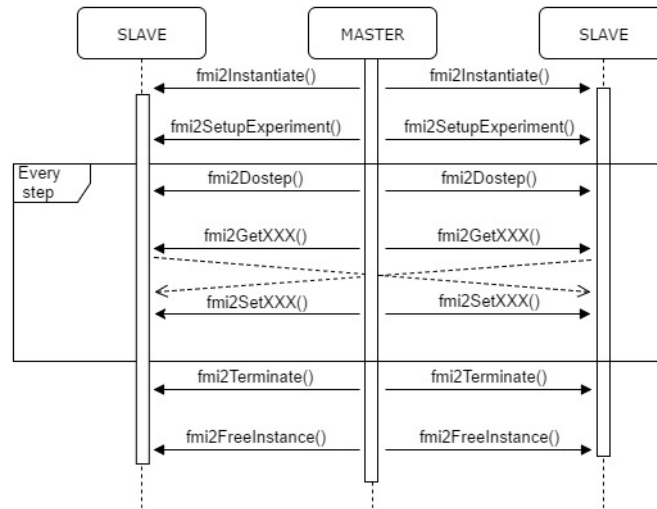 SLAVE MASTER SLAVE
fmi2Instantiate() fmi2Instantiate()
fmi2SetupExperiment() fmi2SetupExperiment()
Every
step
fmi2Dostep() fmi2Dostep()
fmi2GetXXX() fmi2GetXXX()
fmi2SetXXX() fmi2SetXXX()
fmi2Terminate() fmi2Terminate()
fmi2FreeInstance() fmi2FreeInstance()